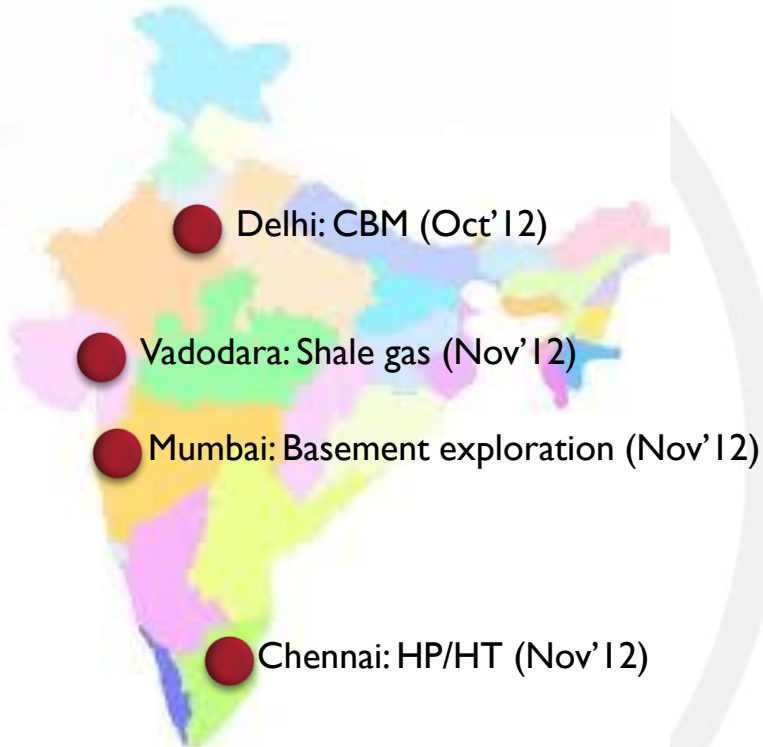 Delhi: CBM (Oct’12)
Vadodara: Shale gas (Nov’12)
Mumbai: Basement exploration (Nov’12)
Chennai: HP/HT (Nov’12)